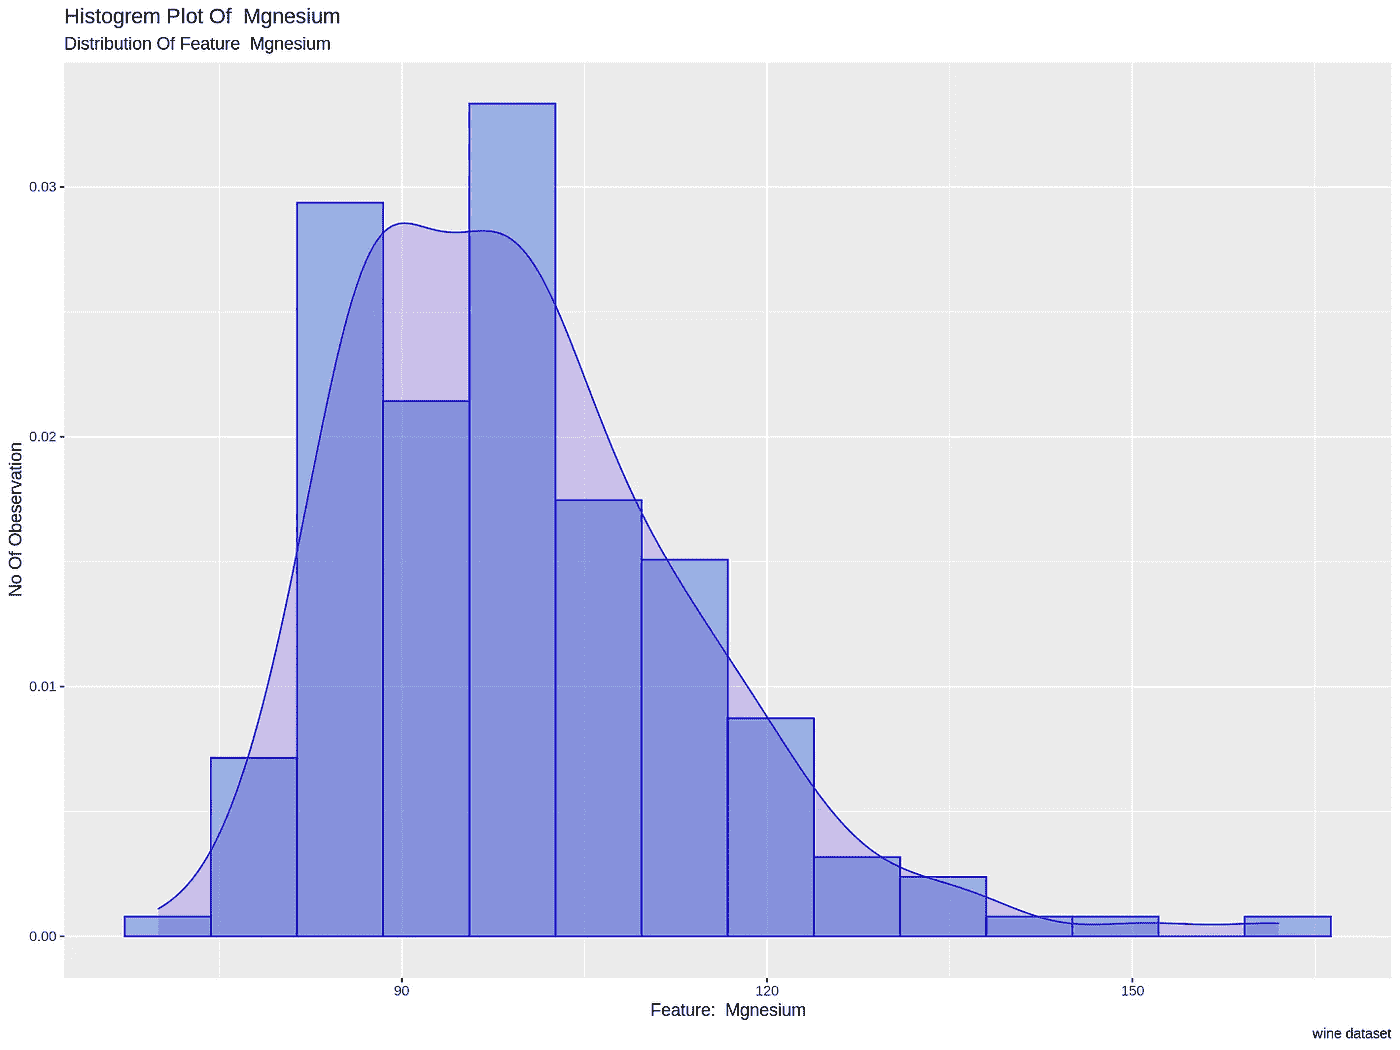 Histogrem Plot Of  Mgnesium
Distribution Of Feature  Mgnesium
No Of Obeservation
0.03
0.02
0.01
0.00
90
120
150
Feature:  Mgnesium
wine dataset